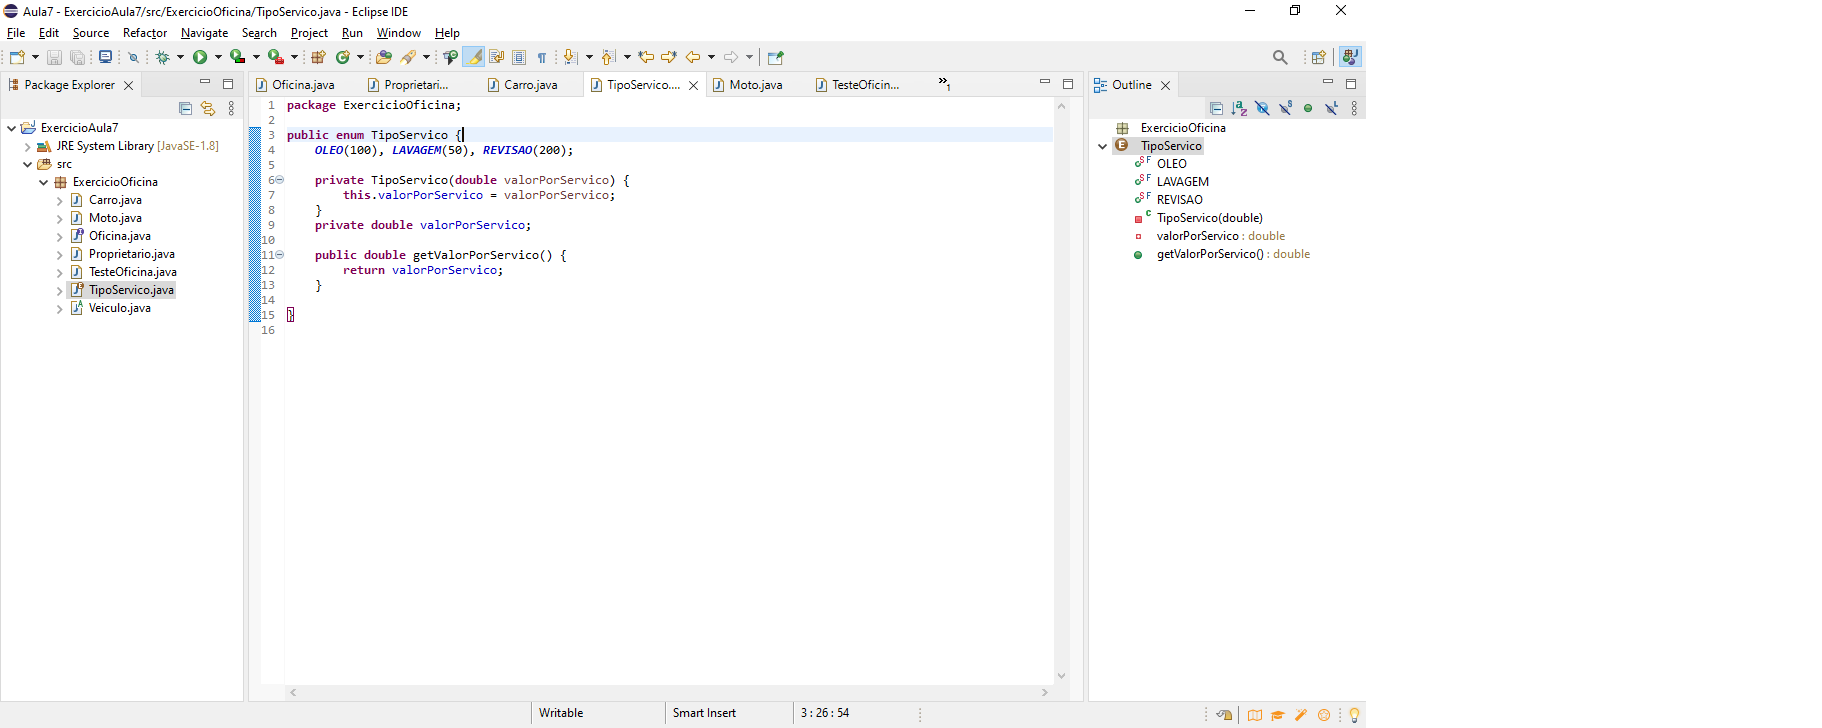 Aula7 - ExercicioAula7/src/ExercicioOficina/TipoServico.java - Eclipse IDE
File Edit Source Refactor Navigate Search Project Run Window Help
Package Explorer
ExercicioAula7
JRE System Library [JavaSE-1.8]
src
ExercicioOficina
Carro.java
Moto.java
Oficina.java
Proprietario.java
TesteOficina.java
TipoServico.java
Veiculo.java
Oficina.java Proprietari... Carro.java TipoServico.... Moto.java TesteOficin... »1
1 package ExercicioOficina;
2
3 public enum TipoServico {
4 OLEO(100), LAVAGEM(50), REVISAO(200);
5
6 private TipoServico(double valorPorServico) {
7 this.valorPorServico = valorPorServico;
8 }
9 private double valorPorServico;
10
11 public double getValorPorServico() {
12 return valorPorServico;
13 }
14
15 }
16
Outline
ExercicioOficina
TipoServico
OLEO
LAVAGEM
REVISAO
TipoServico(double)
valorPorServico : double
getValorPorServico() : double
Writable Smart Insert 3 : 26 : 54